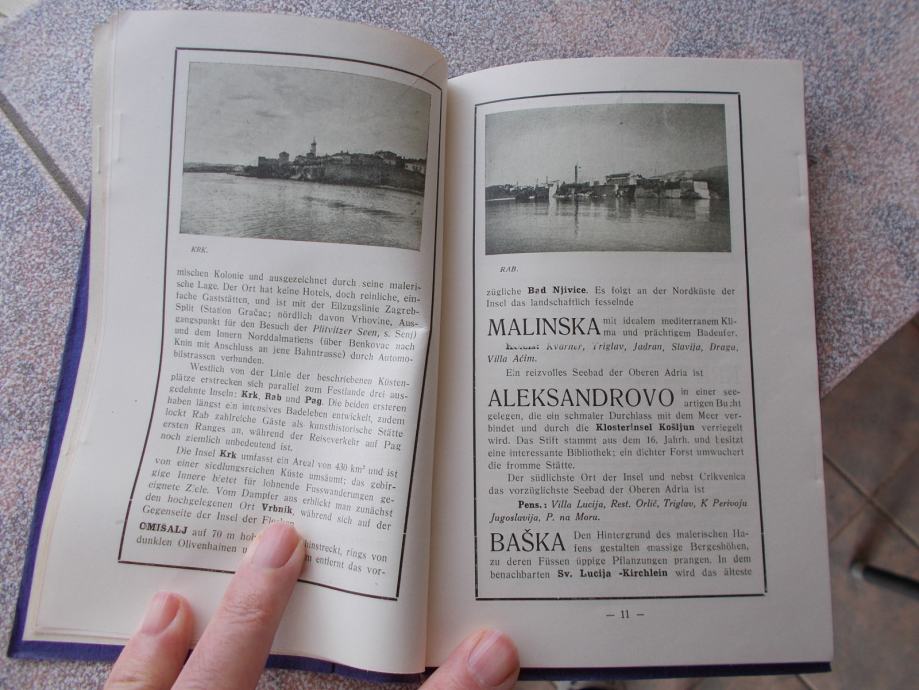 KRK.
mischen Kolonie und ausgezeichnet durch seine maleri-
sche Lage. Der Ort hat keine Hotels, doch reinliche, ein-
fache Gaststätten, und ist mit der Eilzugslinie Zagreb-
Split (Station Gračac; nördlich davon Vrhovine, Aus-
gangspunkt für den Besuch der Plitvitzer Seen, s. Senj)
und dem Innern Norddalmatiens (über Benkovac nach
Knin mit Anschluss an jene Bahntrasse) durch Automo-
bilstrassen verbunden.
Westlich von der Linie der beschriebenen Küsten-
plätze erstrecken sich parallel zum Festlande drei aus-
gedehnte Inseln: Krk, Rab und Pag. Die beiden ersteren
haben längst ein intensives Badeleben entwickelt, zudem
lockt Rab zahlreiche Gäste als kunsthistorische Stätte
ersten Ranges an, während der Reiseverkehr auf Pag
noch ziemlich unbedeutend ist.
Die Insel Krk umfasst ein Areal von 430 km² und ist
von einer siedlungsreichen Küste umsäumt; das gebir-
gige Innere bietet für lohnende Fusswanderungen ge-
eignete Ziele. Vom Dampfer aus erblickt man zunächst
den hochgelegenen Ort Vrbnik, während sich auf der
Gegenseite der Insel der
OMIŠALJ auf 70 m hinstreckt, rings von
dunklen Olivenhainen entfernt das vor-
RAB.
zügliche Bad Njivice. Es folgt an der Nordküste der
Insel das landschaftlich fesselnde
MALINSKA mit idealem mediterranem Kli-
ma und prächtigem Badeufer.
Kvarner, Triglav, Jadran, Slavija, Draga,
Villa Aćim.
Ein reizvolles Seebad der Oberen Adria ist
ALEKSANDROVO in einer see-
artigen Bucht
gelegen, die ein schmaler Durchlass mit dem Meer ver-
bindet und durch die Klosterinsel Košljun verriegelt
wird. Das Stift stammt aus dem 16. Jahrh. und besitzt
eine interessante Bibliothek; ein dichter Forst umwuchert
die fromme Stätte.
Der südlichste Ort der Insel und nebst Crikvenica
das vorzüglichste Seebad der Oberen Adria ist
Pens.: Villa Lucija, Rest. Orlić, Triglav, K Perivoju
Jugoslavija, P. na Moru.
BAŠKA Den Hintergrund des malerischen Ha-
fens gestalten massige Bergeshöhen,
zu deren Füssen üppige Pflanzungen prangen. In dem
benachbarten Sv. Lucija -Kirchlein wird das älteste
— 11 —